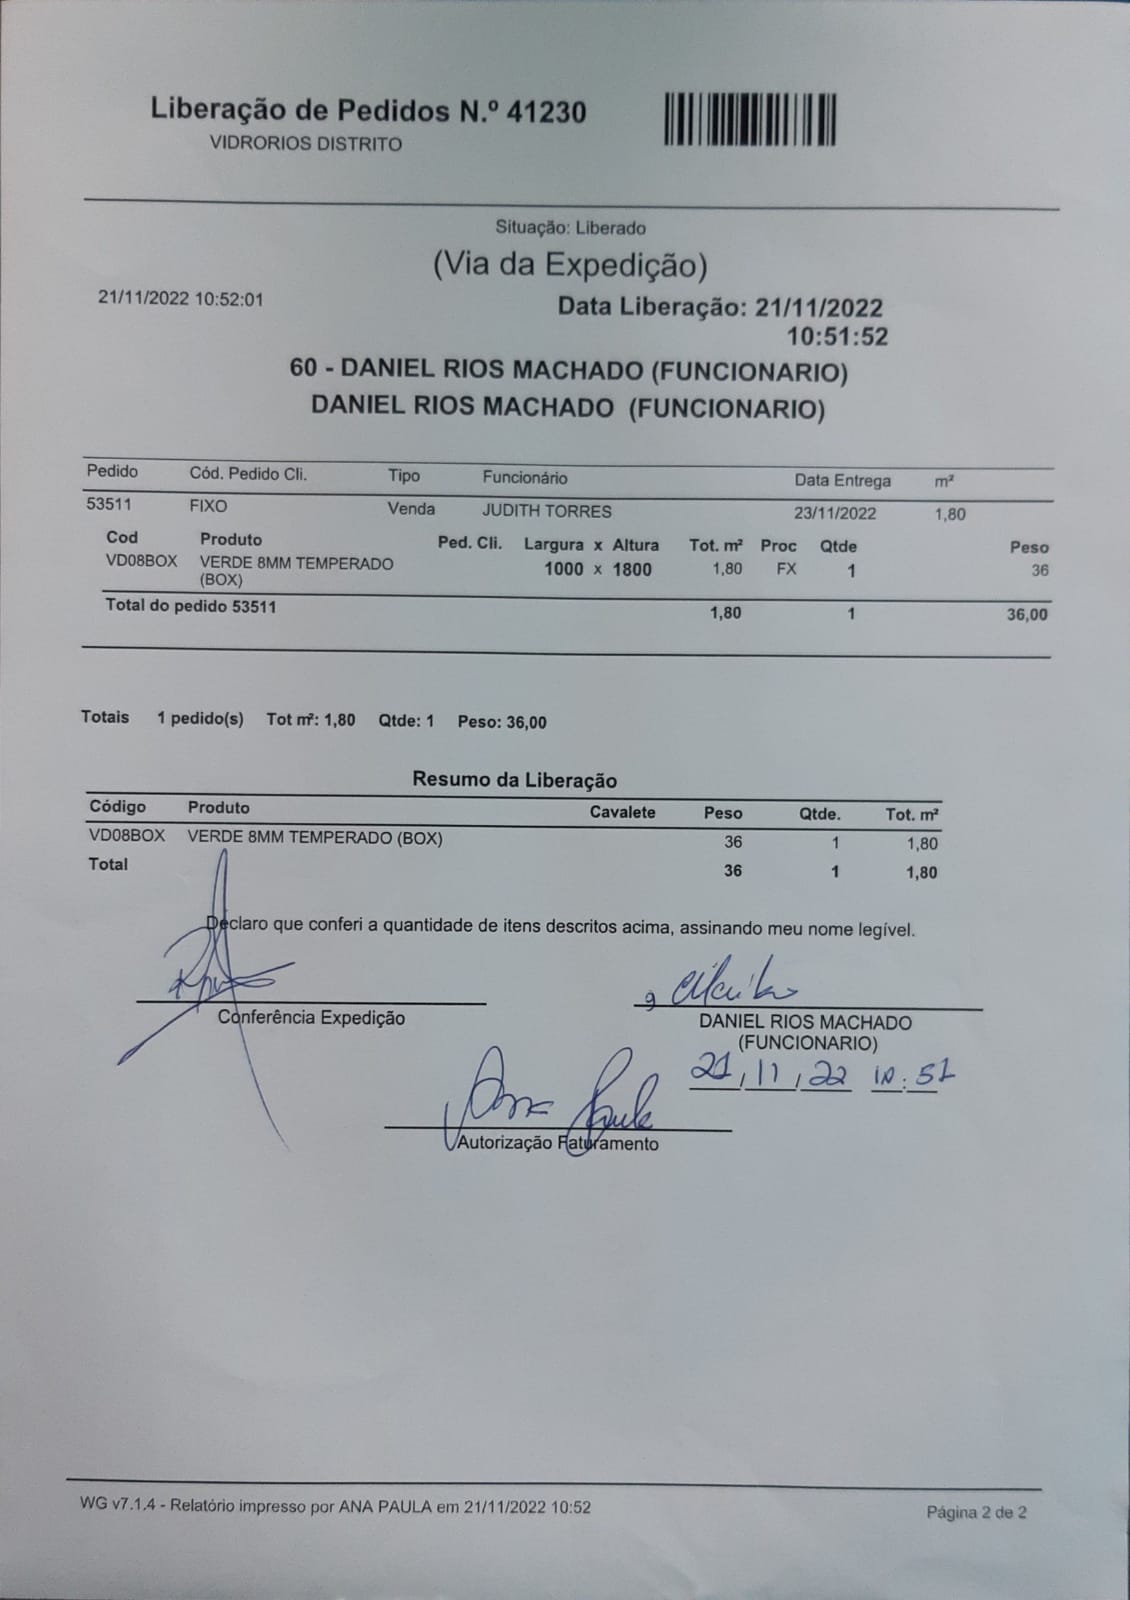 Liberação de Pedidos N.º 41230
VIDRORIOS DISTRITO
Situação: Liberado
(Via da Expedição)
21/11/2022 10:52:01
Data Liberação: 21/11/2022
10:51:52
60 - DANIEL RIOS MACHADO (FUNCIONARIO)
DANIEL RIOS MACHADO (FUNCIONARIO)
Pedido Cód. Pedido Cli. Tipo Funcionário Data Entrega m²
53511 FIXO Venda JUDITH TORRES 23/11/2022 1,80
Cod Produto Ped. Cli. Largura x Altura Tot. m² Proc Qtde Peso
VD08BOX VERDE 8MM TEMPERADO 1000 x 1800 1,80 FX 1 36
(BOX)
Total do pedido 53511 1,80 1 36,00
Totais 1 pedido(s) Tot m²: 1,80 Qtde: 1 Peso: 36,00
Resumo da Liberação
Código Produto Cavalete Peso Qtde. Tot. m²
VD08BOX VERDE 8MM TEMPERADO (BOX) 36 1 1,80
Total 36 1 1,80
Declaro que conferi a quantidade de itens descritos acima, assinando meu nome legível.
Conferência Expedição
DANIEL RIOS MACHADO
(FUNCIONARIO)
21/11/22 10:51
Ana Paula
Autorização Faturamento
WG v7.1.4 - Relatório impresso por ANA PAULA em 21/11/2022 10:52
Página 2 de 2